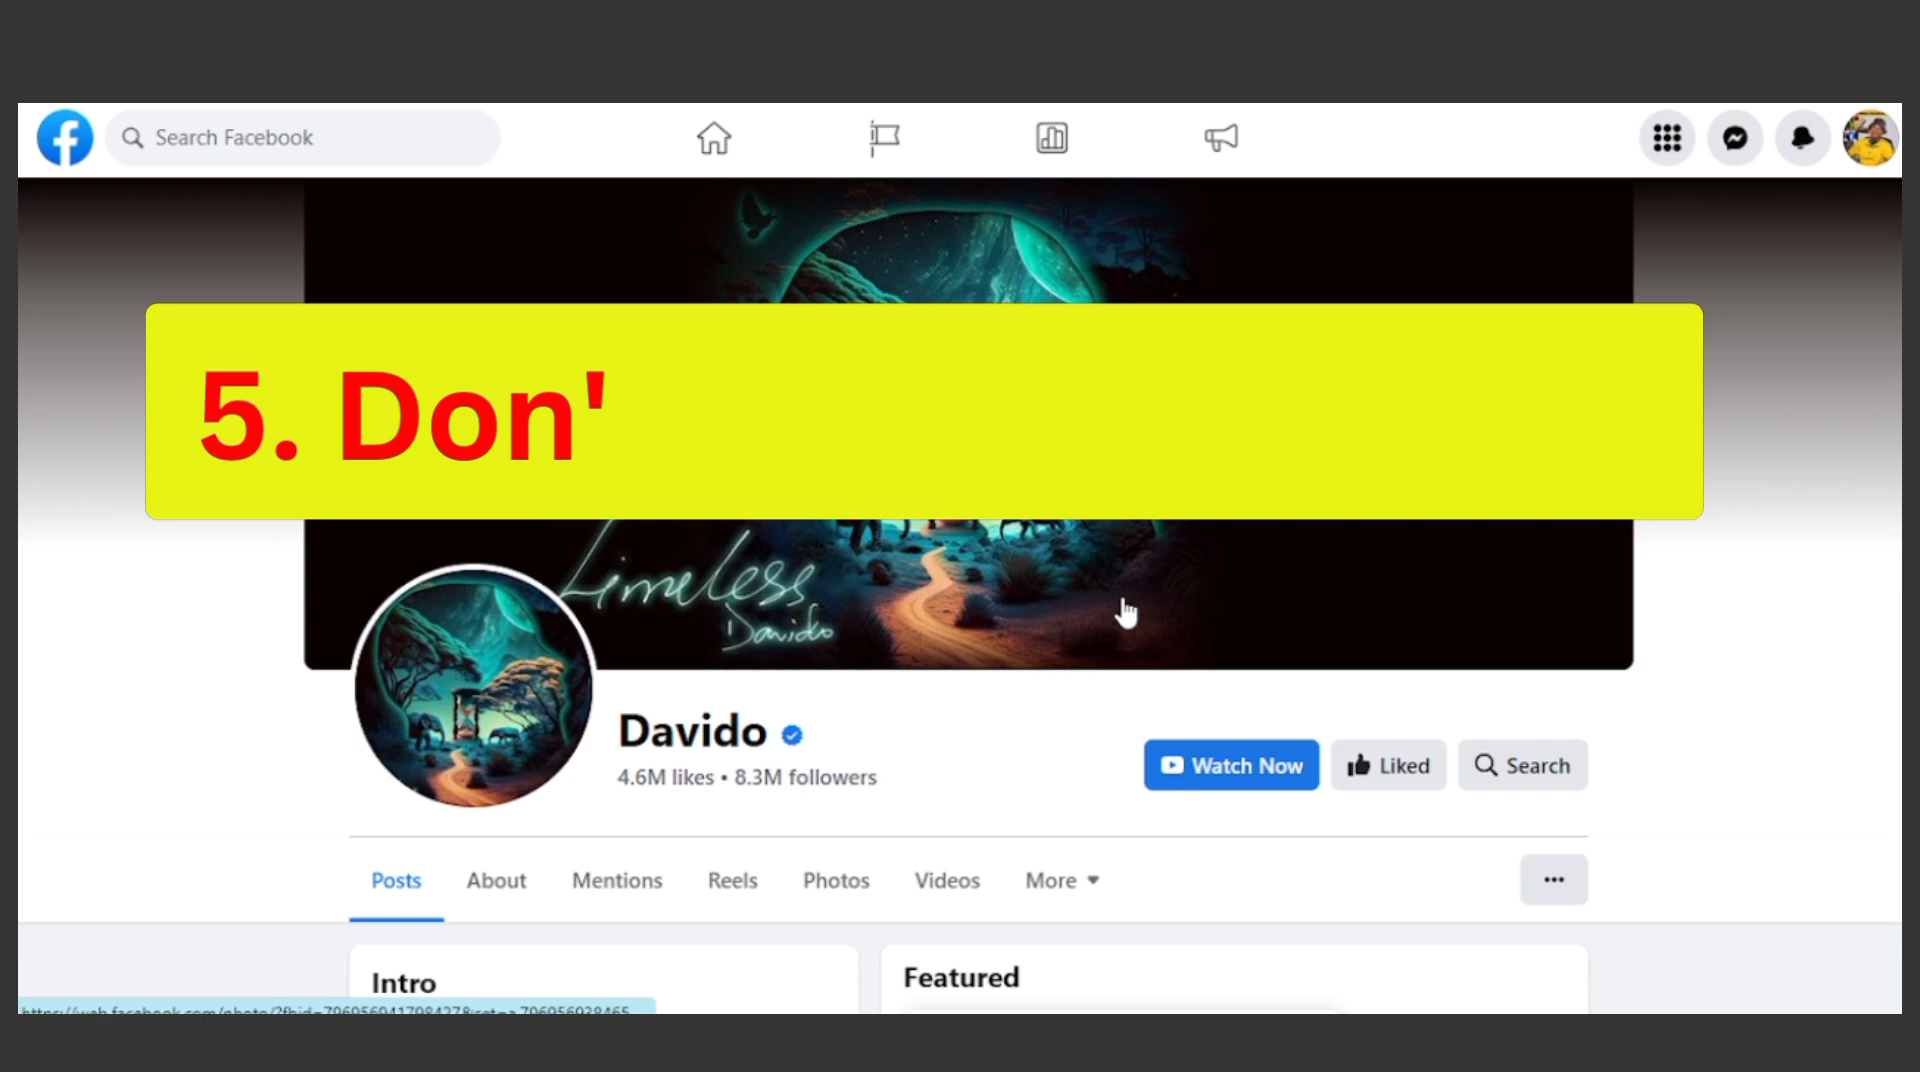 Search Facebook
5. Don'
Timeless
Davido
Davido
4.6M likes • 8.3M followers
Watch Now
Liked
Search
Posts
About
Mentions
Reels
Photos
Videos
More
Intro
Featured